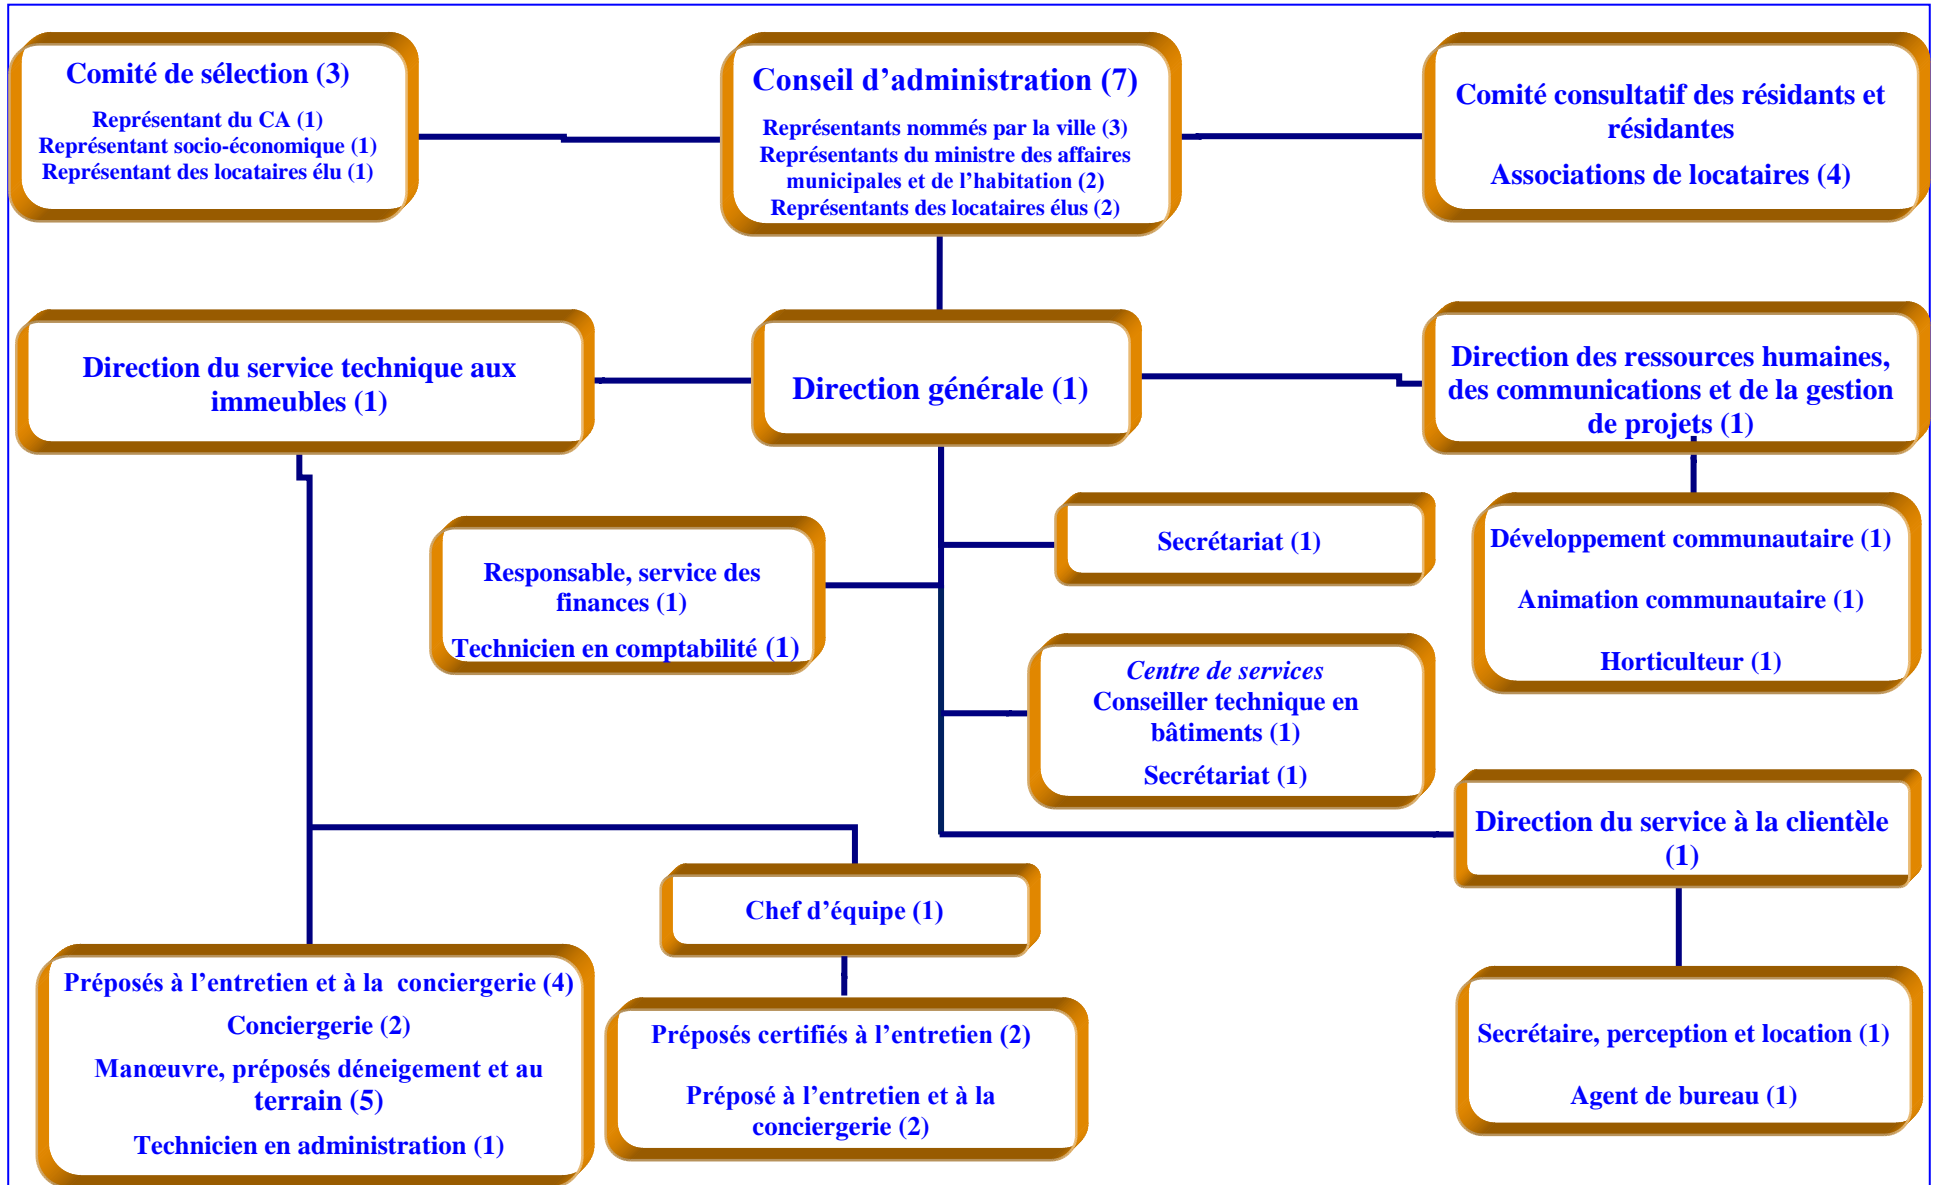 Comité de sélection (3)
Représentant du CA (1)
Représentant socio-économique (1)
Représentant des locataires élu (1)
Conseil d’administration (7)
Représentants nommés par la ville (3)
Représentants du ministre des affaires
municipales et de l’habitation (2)
Représentants des locataires élus (2)
Comité consultatif des résidants et
résidantes
Associations de locataires (4)
Direction du service technique aux
immeubles (1)
Direction générale (1)
Direction des ressources humaines,
des communications et de la gestion
de projets (1)
Responsable, service des
finances (1)
Technicien en comptabilité (1)
Secrétariat (1)
Développement communautaire (1)
Animation communautaire (1)
Horticulteur (1)
Centre de services
Conseiller technique en
bâtiments (1)
Secrétariat (1)
Direction du service à la clientèle
(1)
Chef d’équipe (1)
Préposés à l’entretien et à la  conciergerie (4)
Conciergerie (2)
Manœuvre, préposés déneigement et au
terrain (5)
Technicien en administration (1)
Préposés certifiés à l’entretien (2)
Préposé à l’entretien et à la
conciergerie (2)
Secrétaire, perception et location (1)
Agent de bureau (1)